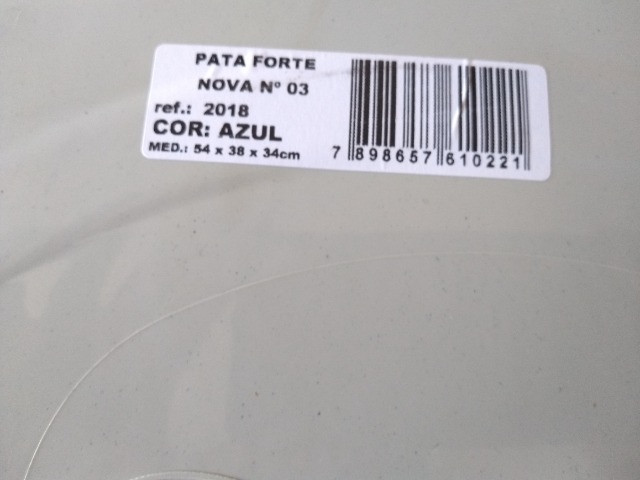 PATA FORTE
NOVA Nº 03
ref.: 2018
COR: AZUL
MED.: 54 x 38 x 34cm
7 898657 610221